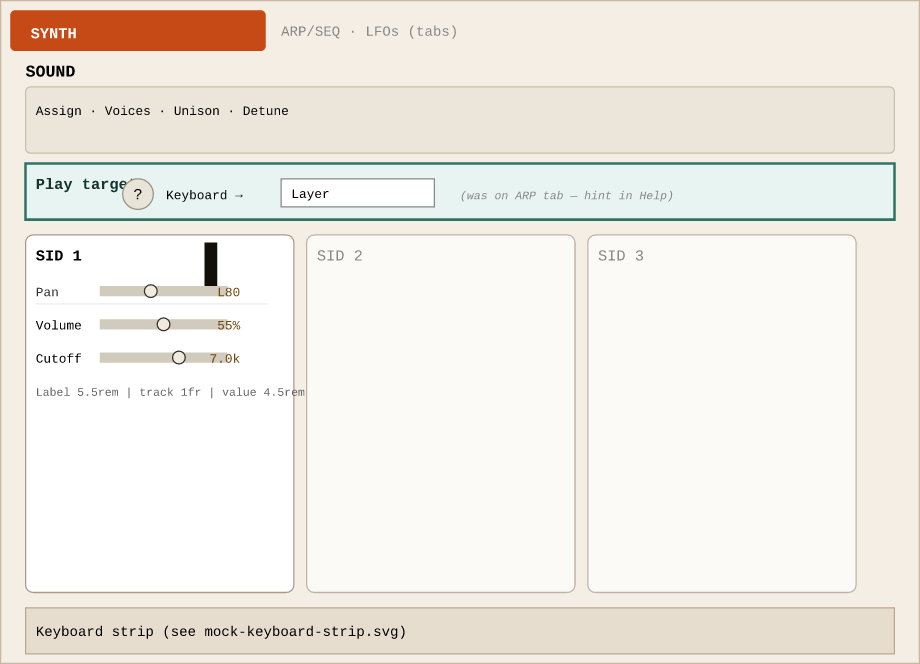 SYNTH
ARP/SEQ · LFOs (tabs)
SOUND
Assign · Voices · Unison · Detune
Play target
?
Keyboard →
Layer
(was on ARP tab — hint in Help)
SID 1
Pan
L80
Volume
55%
Cutoff
7.0k
Label 5.5rem | track 1fr | value 4.5rem
SID 2
SID 3
Keyboard strip (see mock-keyboard-strip.svg)